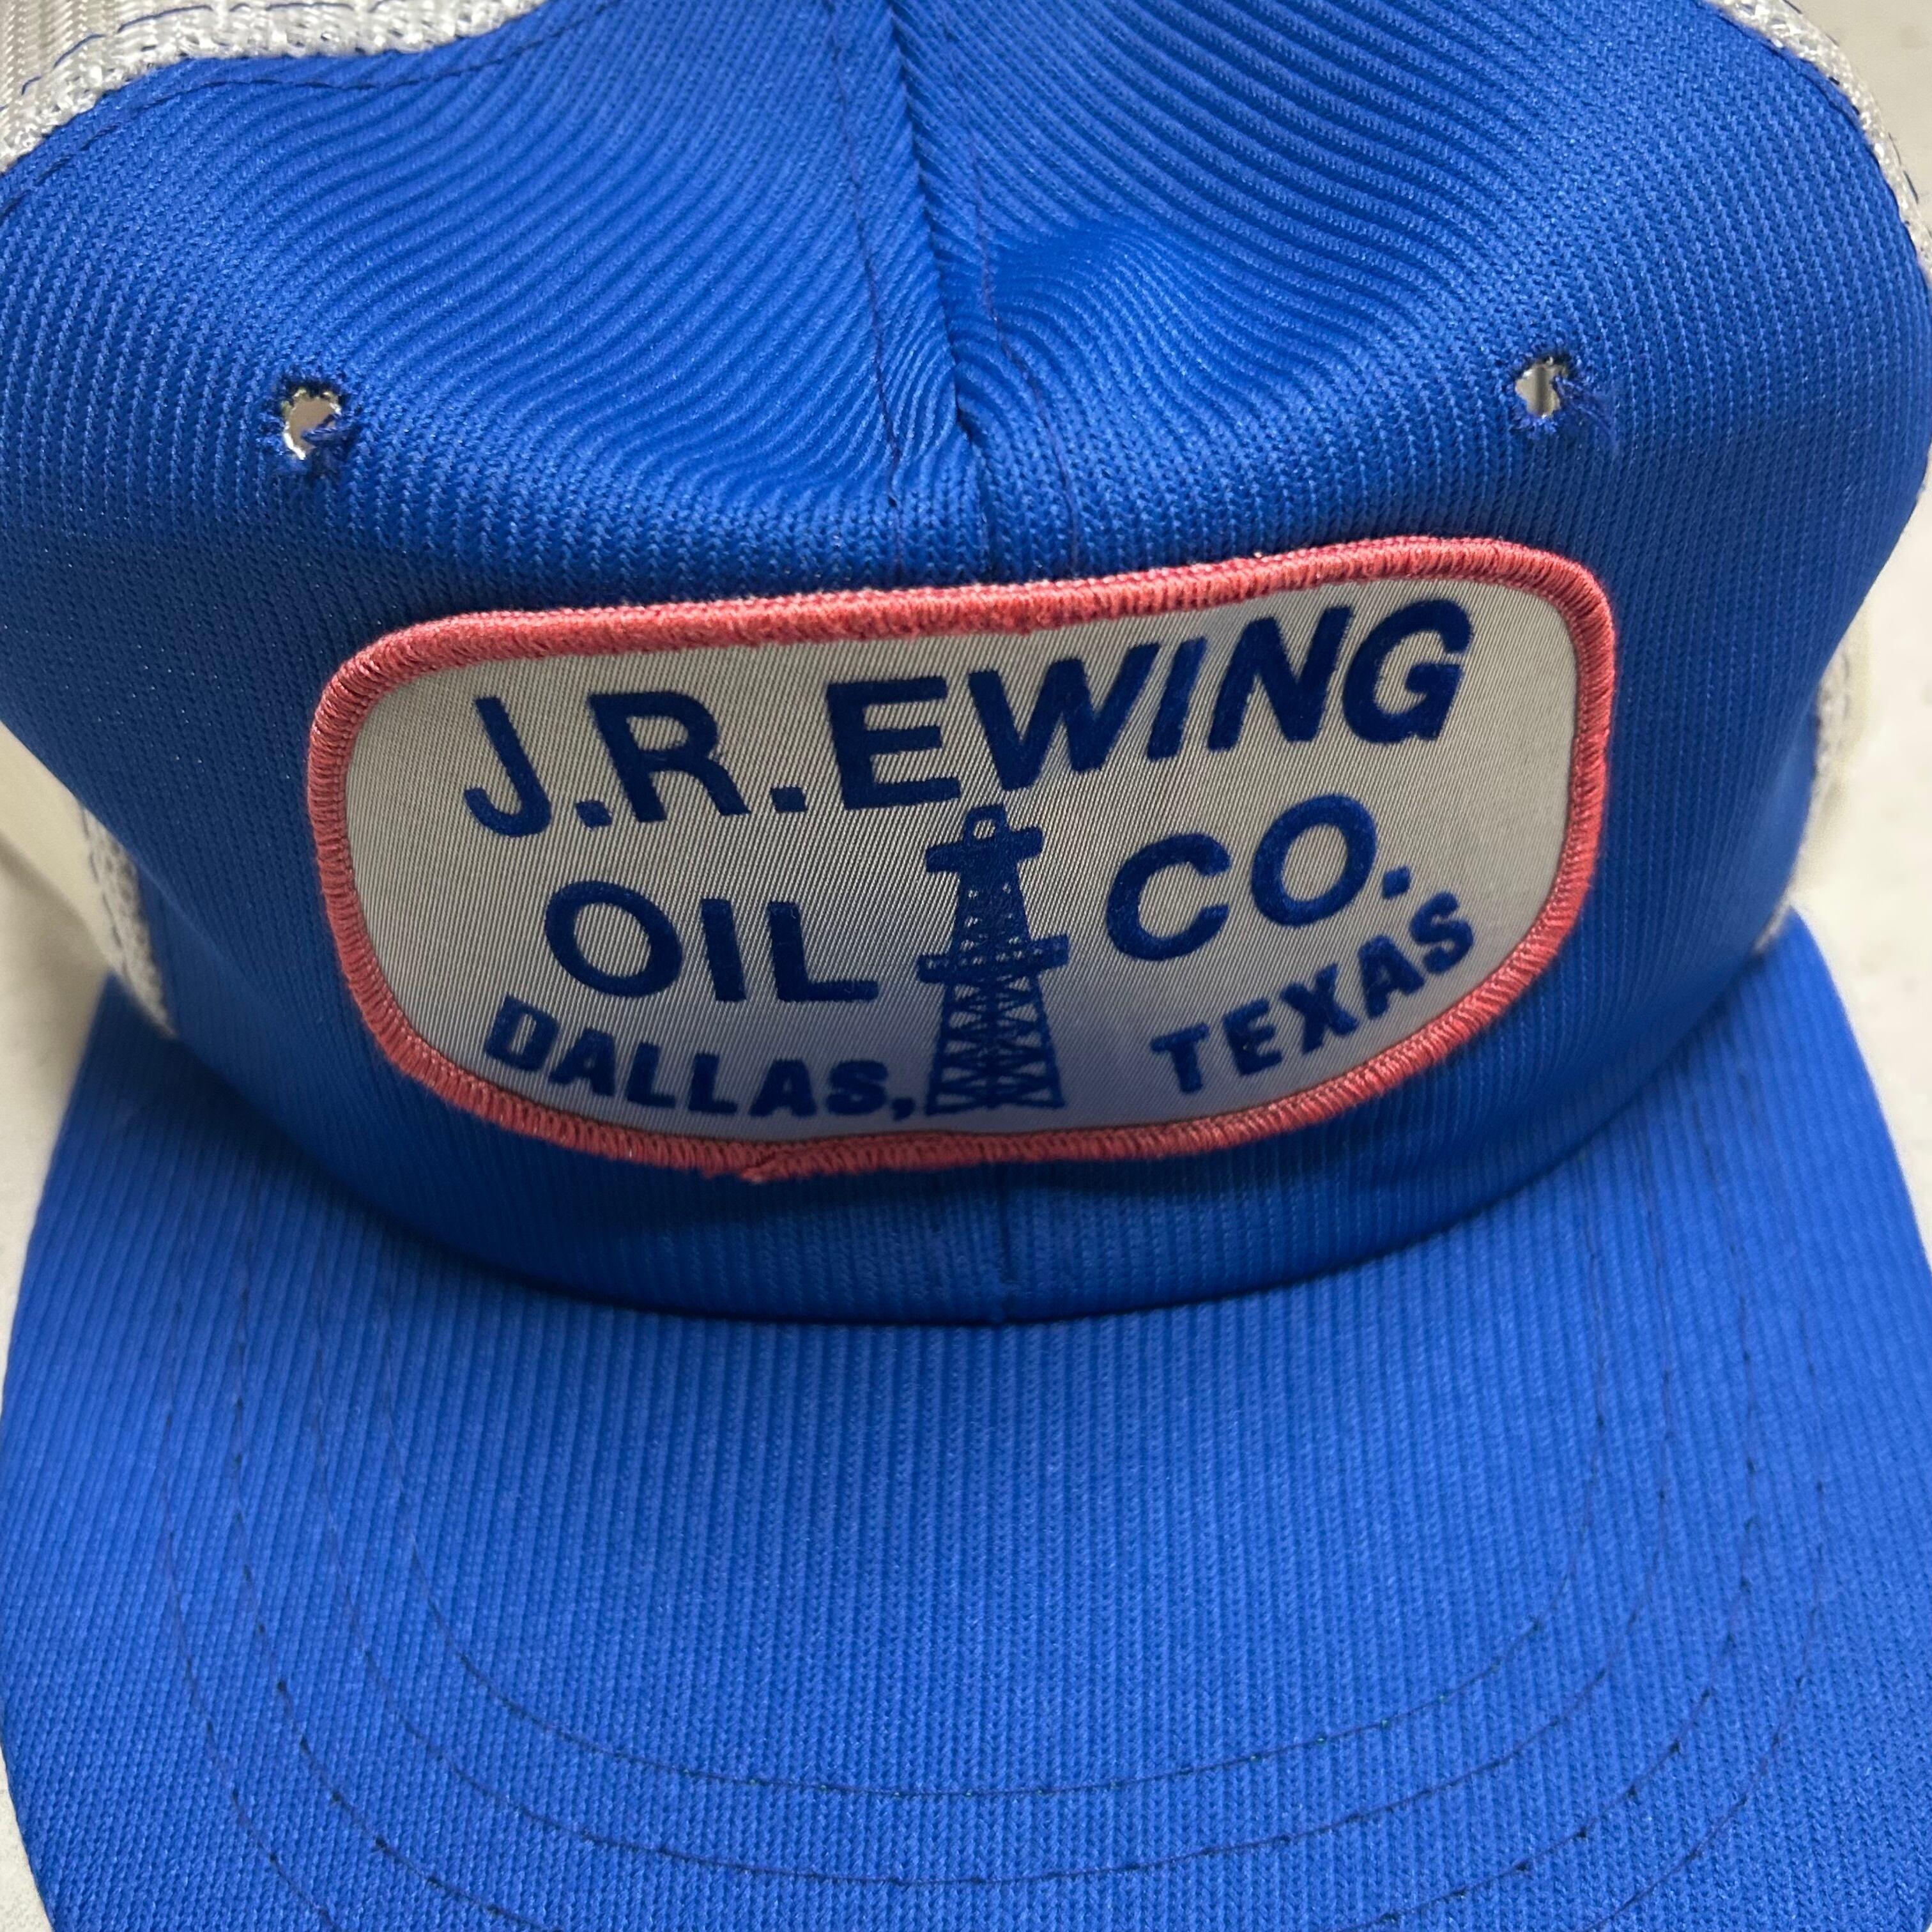 J.R.EWING
OIL CO.
DALLAS, TEXAS